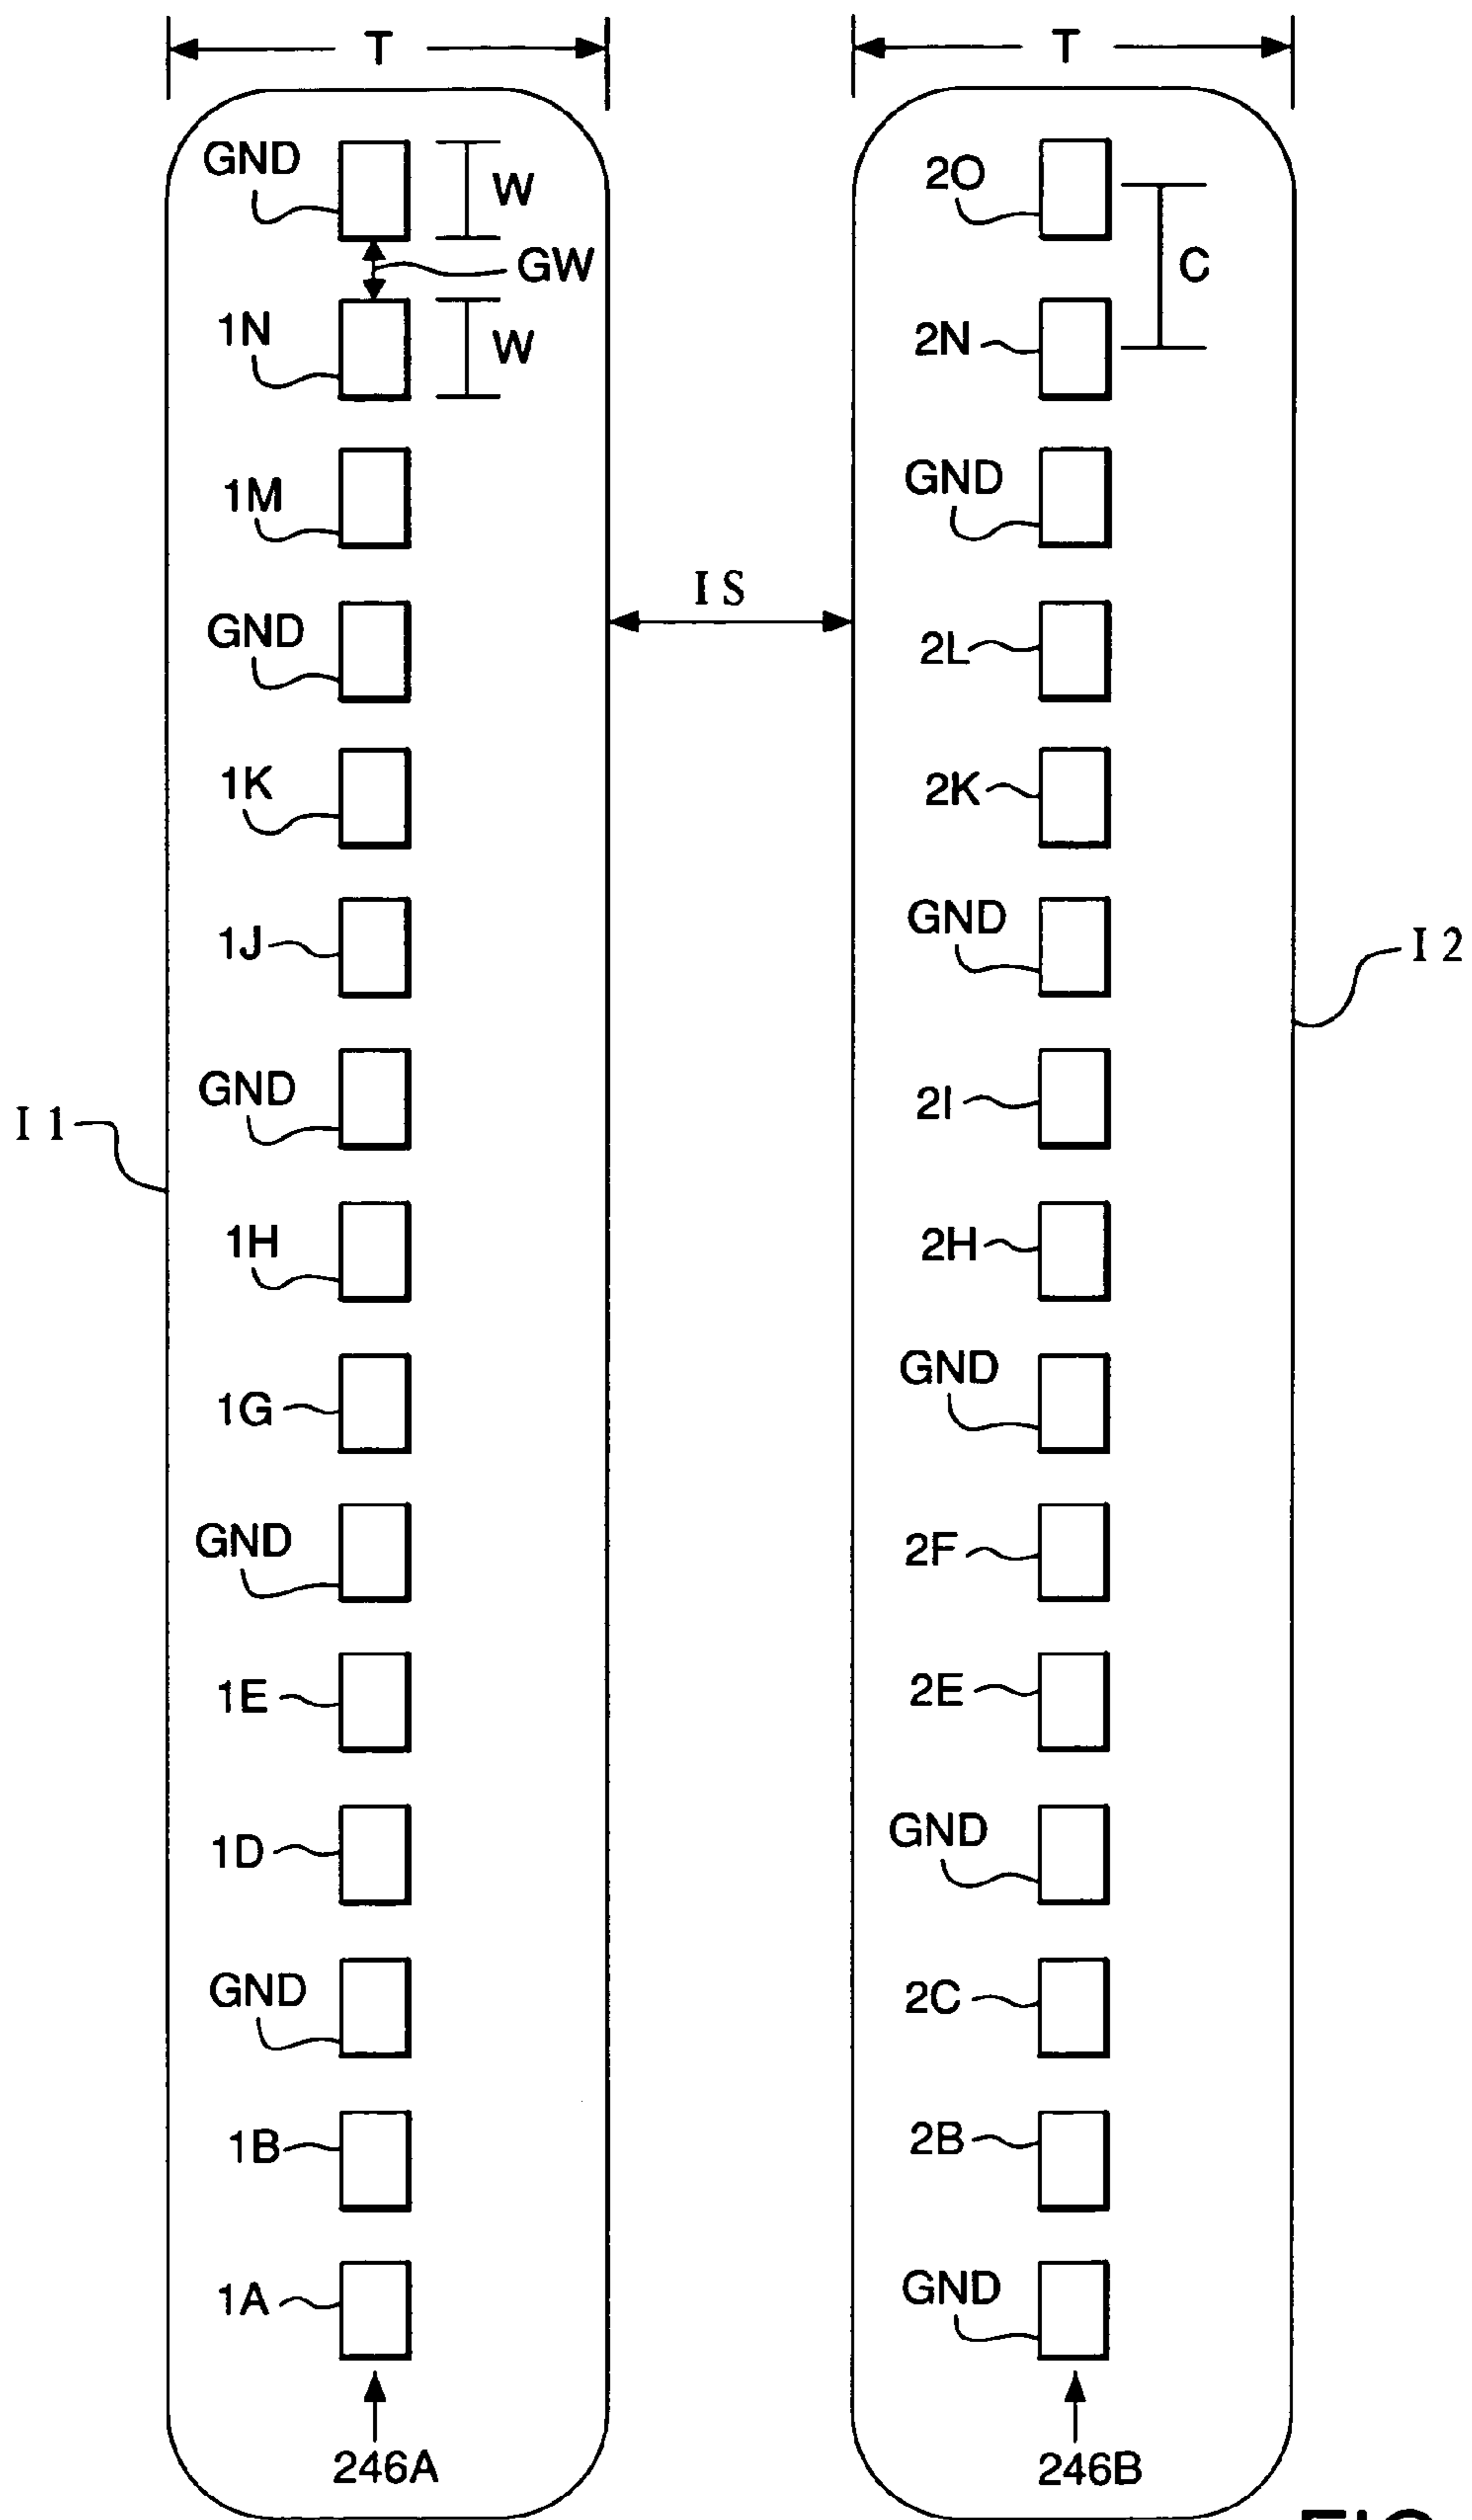 T
T
GND
W
2O
GW
C
1N
W
2N
1M
GND
I S
GND
2L
1K
2K
1J
GND
I 2
GND
2I
I 1
1H
2H
1G
GND
GND
2F
1E
2E
1D
GND
GND
2C
1B
2B
1A
GND
246A
246B